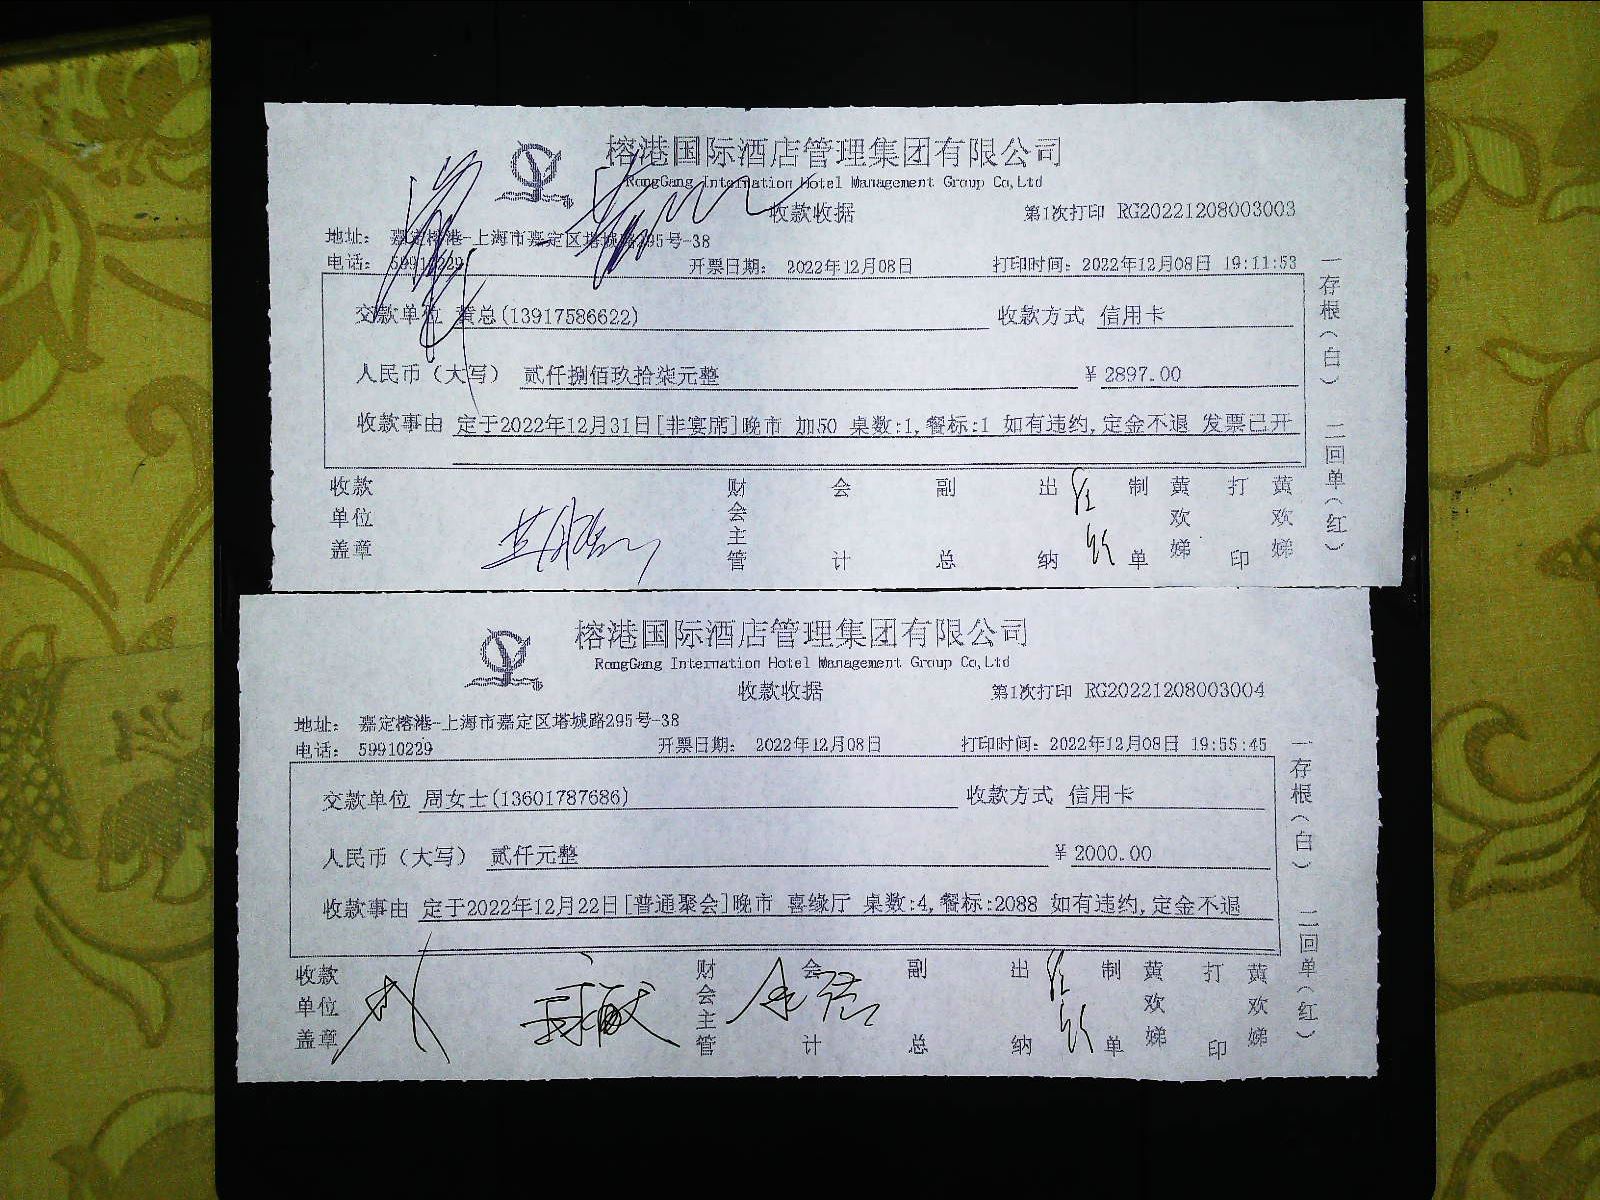 榕港国际酒店管理集团有限公司
RongGang Internation Hotel Management Group Co,Ltd
收款收据 第1次打印 RG20221208003003
地址： 嘉定榕港-上海市嘉定区塔城路295号-38
电话： 59910229 开票日期： 2022年12月08日 打印时间：2022年12月08日 19:11:53
交款单位 黄总(13917586622) 收款方式 信用卡
人民币（大写） 贰仟捌佰玖拾柒元整 ￥2897.00
收款事由 定于2022年12月31日[非宴席]晚市 加50 桌数:1,餐标:1 如有违约,定金不退 发票已开
收款单位盖章 财会主管 会计 副总 出纳 制单 黄欢娣 打印 黄欢娣
一存根（白） 二回单（红）
榕港国际酒店管理集团有限公司
RongGang Internation Hotel Management Group Co,Ltd
收款收据 第1次打印 RG20221208003004
地址： 嘉定榕港-上海市嘉定区塔城路295号-38
电话： 59910229 开票日期： 2022年12月08日 打印时间：2022年12月08日 19:55:45
交款单位 周女士(13601787686) 收款方式 信用卡
人民币（大写） 贰仟元整 ￥2000.00
收款事由 定于2022年12月22日[普通聚会]晚市 喜缘厅 桌数:4,餐标:2088 如有违约,定金不退
收款单位盖章 财会主管 会计 副总 出纳 制单 黄欢娣 打印 黄欢娣
一存根（白） 二回单（红）